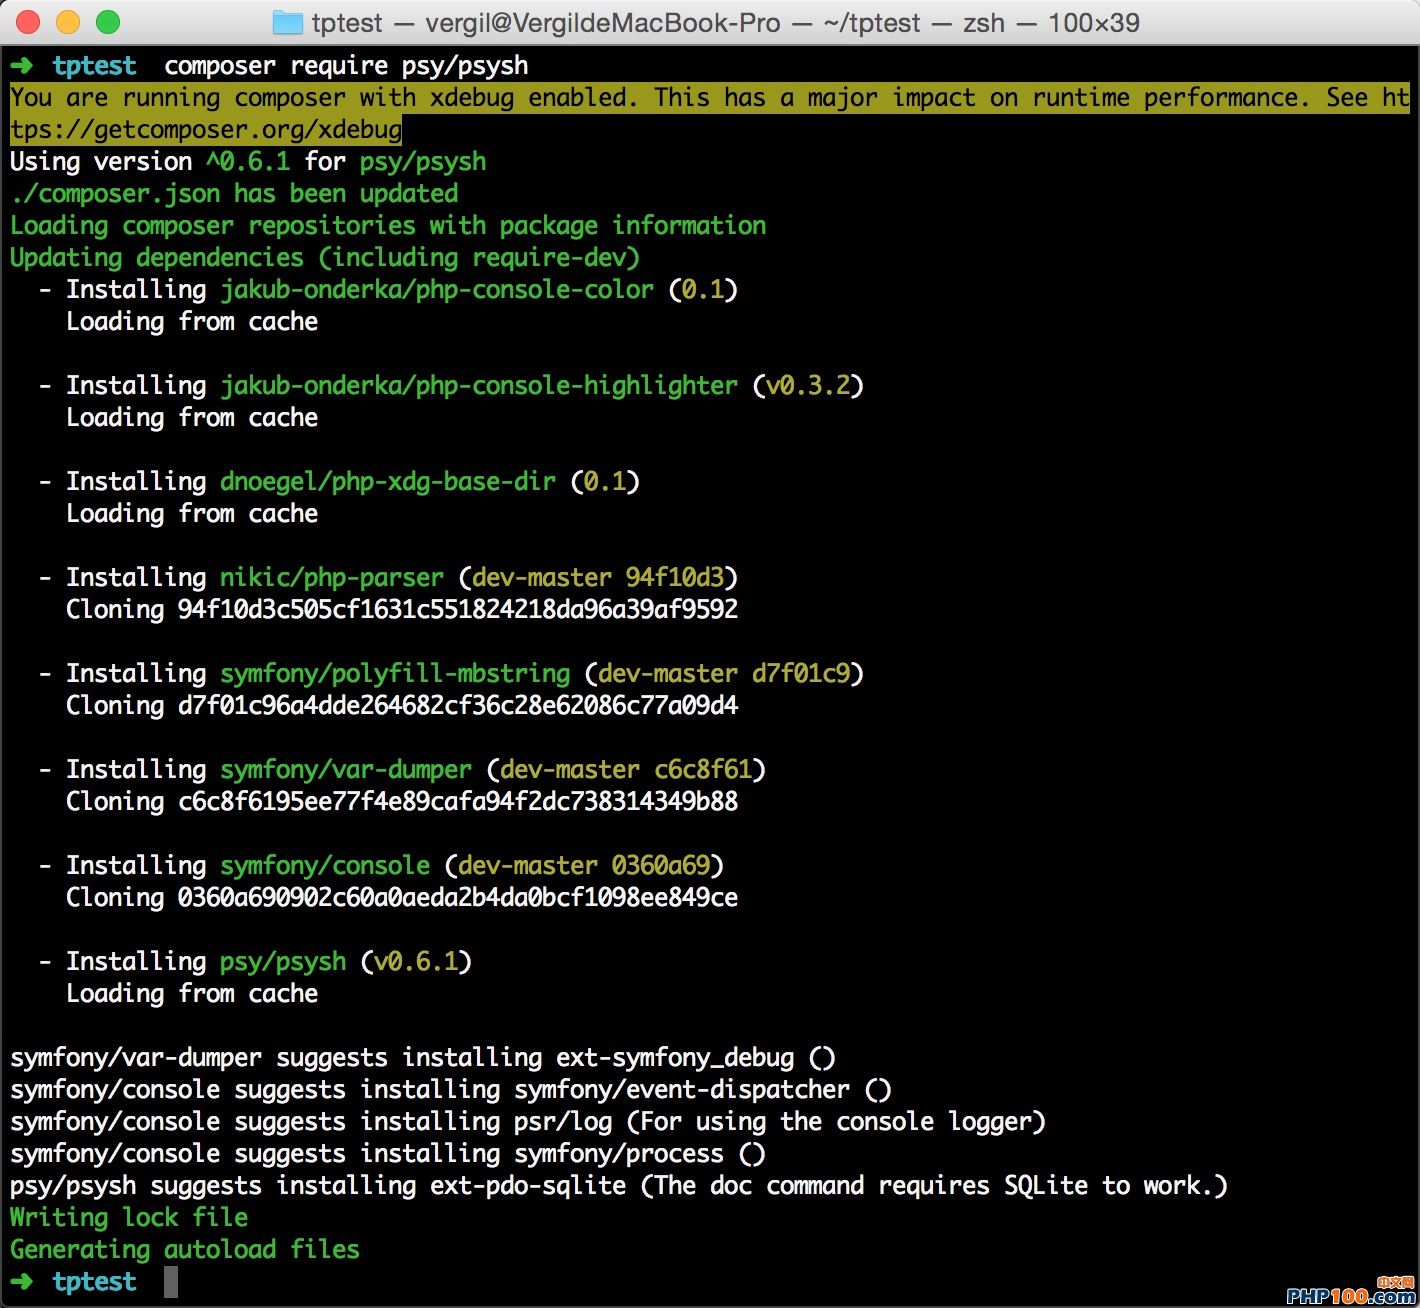 tptest — vergil@VergildeMacBook-Pro — ~/tptest — zsh — 100×39
➜ tptest composer require psy/psysh
You are running composer with xdebug enabled. This has a major impact on runtime performance. See ht
tps://getcomposer.org/xdebug
Using version ^0.6.1 for psy/psysh
./composer.json has been updated
Loading composer repositories with package information
Updating dependencies (including require-dev)
- Installing jakub-onderka/php-console-color (0.1)
Loading from cache
- Installing jakub-onderka/php-console-highlighter (v0.3.2)
Loading from cache
- Installing dnoegel/php-xdg-base-dir (0.1)
Loading from cache
- Installing nikic/php-parser (dev-master 94f10d3)
Cloning 94f10d3c505cf1631c551824218da96a39af9592
- Installing symfony/polyfill-mbstring (dev-master d7f01c9)
Cloning d7f01c96a4dde264682cf36c28e62086c77a09d4
- Installing symfony/var-dumper (dev-master c6c8f61)
Cloning c6c8f6195ee77f4e89cafa94f2dc738314349b88
- Installing symfony/console (dev-master 0360a69)
Cloning 0360a690902c60a0aeda2b4da0bcf1098ee849ce
- Installing psy/psysh (v0.6.1)
Loading from cache
symfony/var-dumper suggests installing ext-symfony_debug ()
symfony/console suggests installing symfony/event-dispatcher ()
symfony/console suggests installing psr/log (For using the console logger)
symfony/console suggests installing symfony/process ()
psy/psysh suggests installing ext-pdo-sqlite (The doc command requires SQLite to work.)
Writing lock file
Generating autoload files
➜ tptest
中文网
PHP100.com